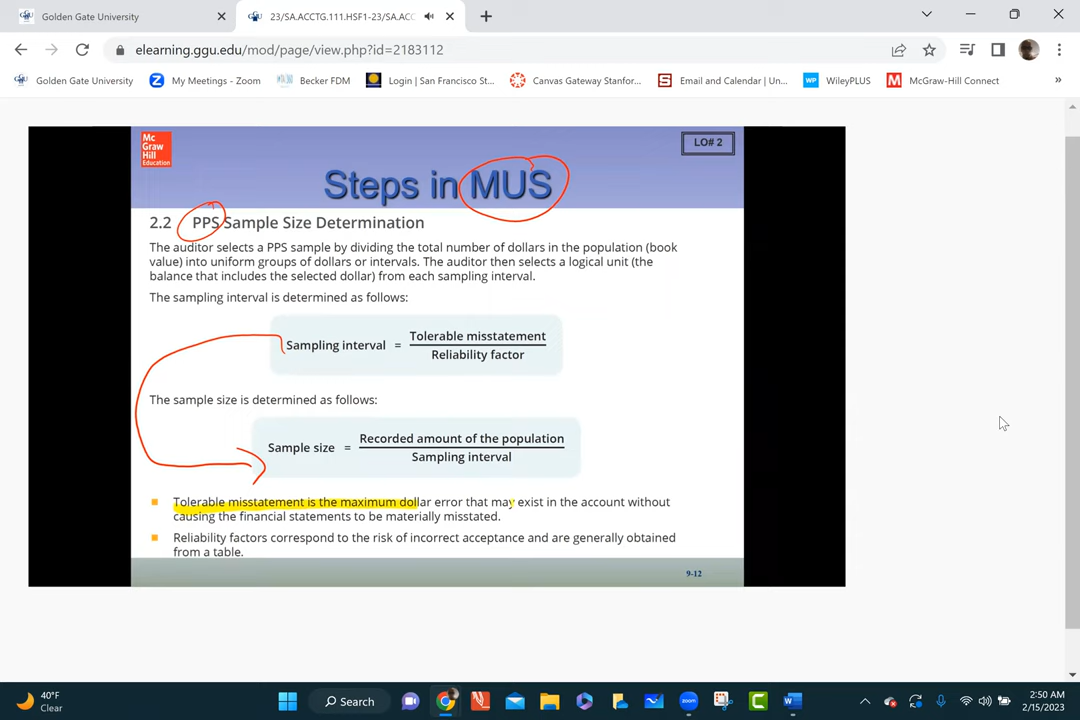 Golden Gate University
23/SA.ACCTG.111.HSF1-23/SA.ACC
elearning.ggu.edu/mod/page/view.php?id=2183112
Golden Gate University
My Meetings - Zoom
Becker FDM
Login | San Francisco St...
Canvas Gateway Stanfor...
Email and Calendar | Un...
WileyPLUS
McGraw-Hill Connect
»
Mc
Graw
Hill
Education
LO# 2
Steps in MUS
2.2 PPS Sample Size Determination
The auditor selects a PPS sample by dividing the total number of dollars in the population (book
value) into uniform groups of dollars or intervals. The auditor then selects a logical unit (the
balance that includes the selected dollar) from each sampling interval.
The sampling interval is determined as follows:
Sampling interval = Tolerable misstatement
Reliability factor
The sample size is determined as follows:
Sample size = Recorded amount of the population
Sampling interval
Tolerable misstatement is the maximum dollar error that may exist in the account without
causing the financial statements to be materially misstated.
Reliability factors correspond to the risk of incorrect acceptance and are generally obtained
from a table.
9-12
40°F
Clear
Search
zoom
2:50 AM
2/15/2023